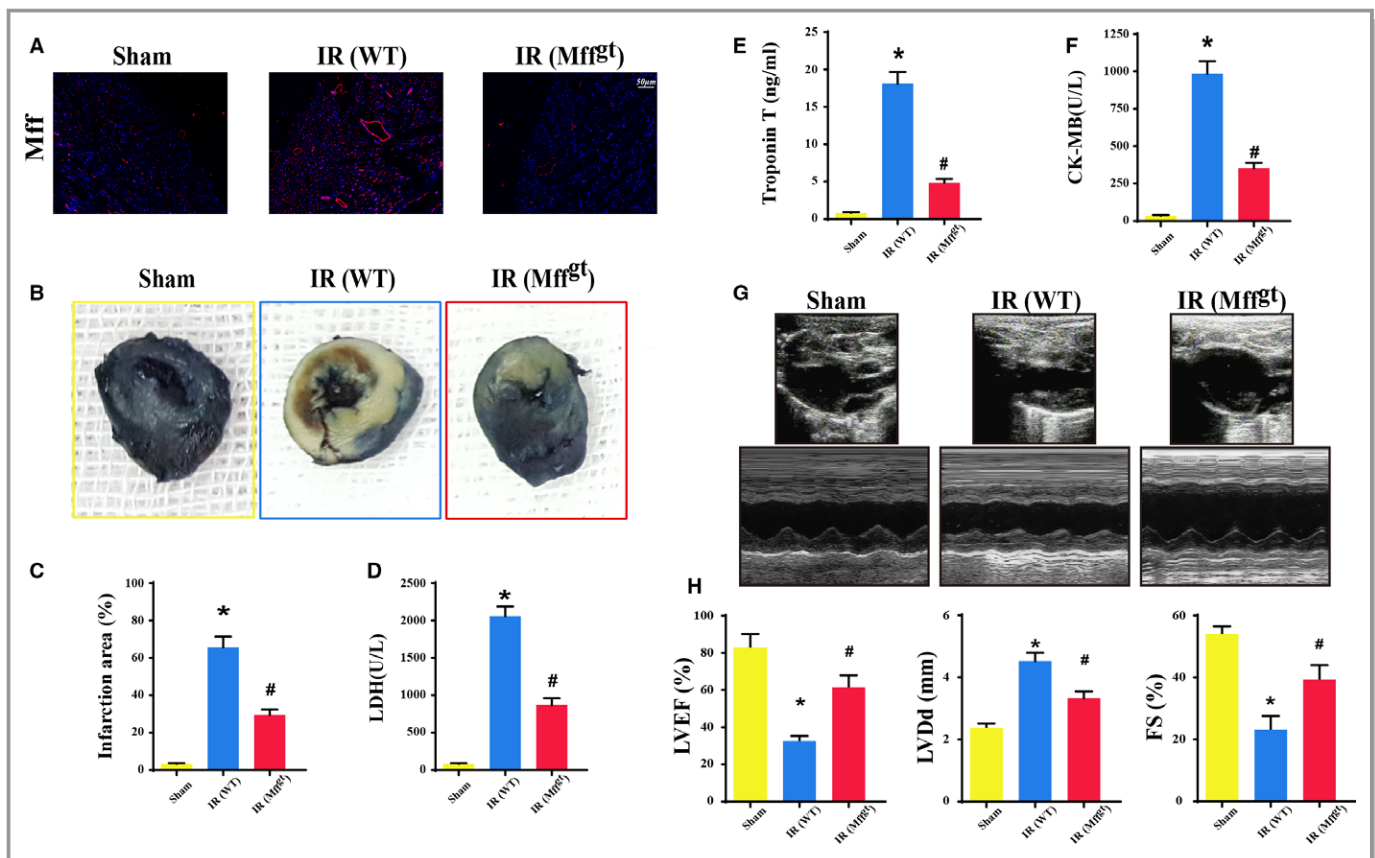 A
Sham
IR (WT)
IR (Mffgt)
Mff
50μm
B
Sham
IR (WT)
IR (Mffgt)
C
Infarction area (%)
100
80
60
40
20
0
*
#
Sham
IR (WT)
IR (Mffgt)
D
LDH(U/L)
2500
2000
1500
1000
500
0
*
#
Sham
IR (WT)
IR (Mffgt)
E
Troponin T (ng/ml)
25
20
15
10
5
0
*
#
Sham
IR (WT)
IR (Mffgt)
F
CK-MB(U/L)
1250
1000
750
500
250
0
*
#
Sham
IR (WT)
IR (Mffgt)
G
Sham
IR (WT)
IR (Mffgt)
H
LVEF (%)
100
80
60
40
20
0
*
#
Sham
IR (WT)
IR (Mffgt)
LVDd (mm)
6
4
2
0
*
#
Sham
IR (WT)
IR (Mffgt)
FS (%)
60
40
20
0
*
#
Sham
IR (WT)
IR (Mffgt)